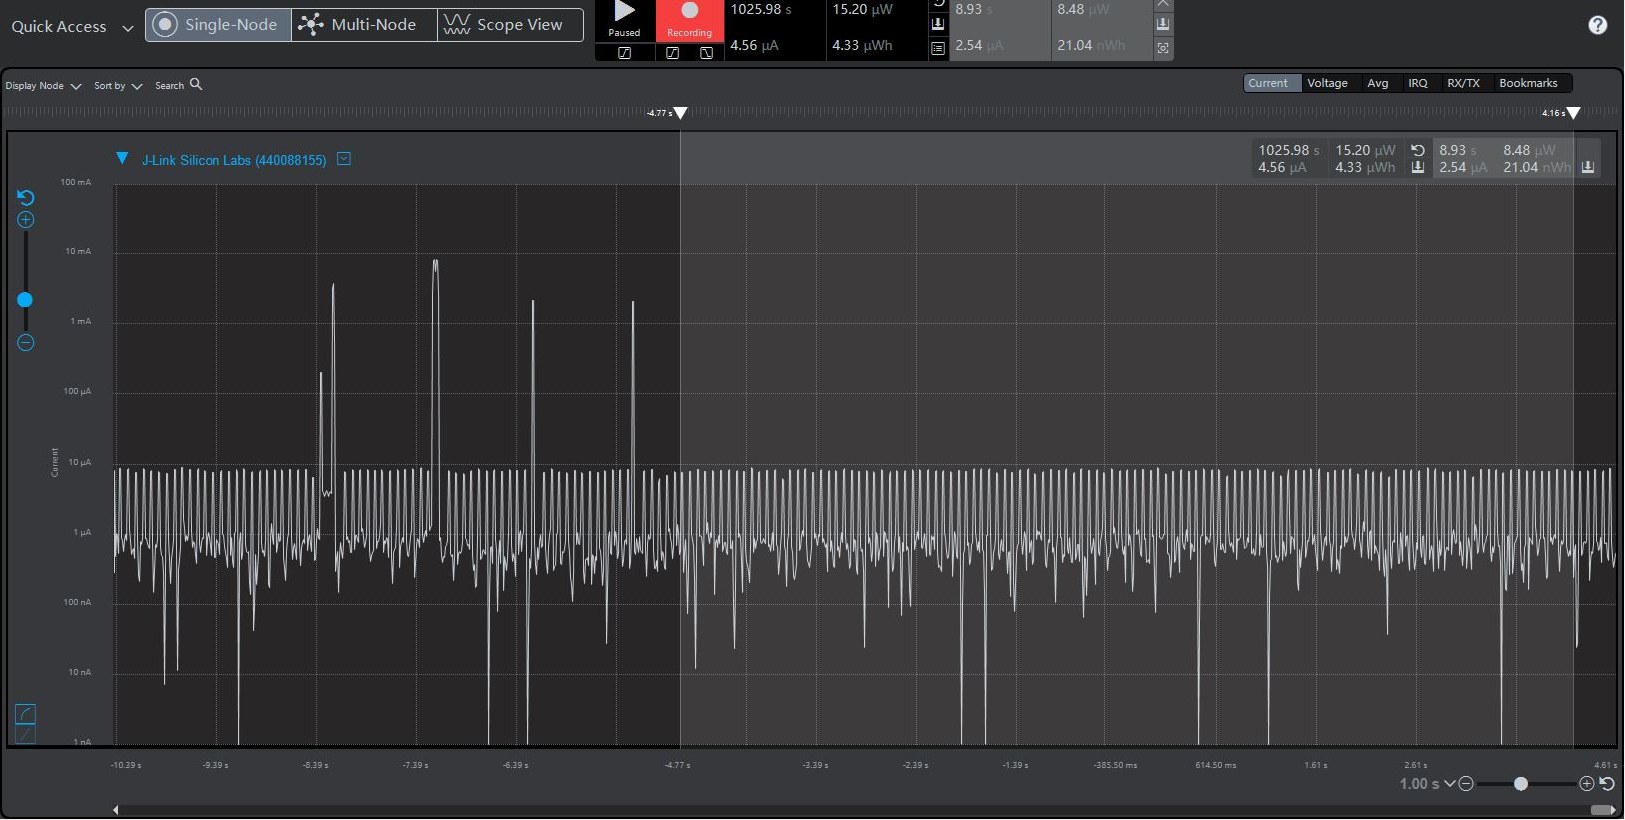 Quick Access
Single-Node
Multi-Node
Scope View
Paused
Recording
1025.98 s
15.20 µW
4.56 µA
4.33 µWh
8.93 s
8.48 µW
2.54 µA
21.04 nWh
?
Display Node
Sort by
Search
Current
Voltage
Avg
IRQ
RX/TX
Bookmarks
-4.77 s
4.16 s
J-Link Silicon Labs (440088155)
1025.98 s
15.20 µW
8.93 s
8.48 µW
4.56 µA
4.33 µWh
2.54 µA
21.04 nWh
100 mA
10 mA
1 mA
100 µA
10 µA
1 µA
100 nA
10 nA
1 nA
Current
-10.39 s
-9.39 s
-8.39 s
-7.39 s
-6.39 s
-4.77 s
-3.39 s
-2.39 s
-1.39 s
-385.50 ms
614.50 ms
1.61 s
2.61 s
4.61 s
1.00 s